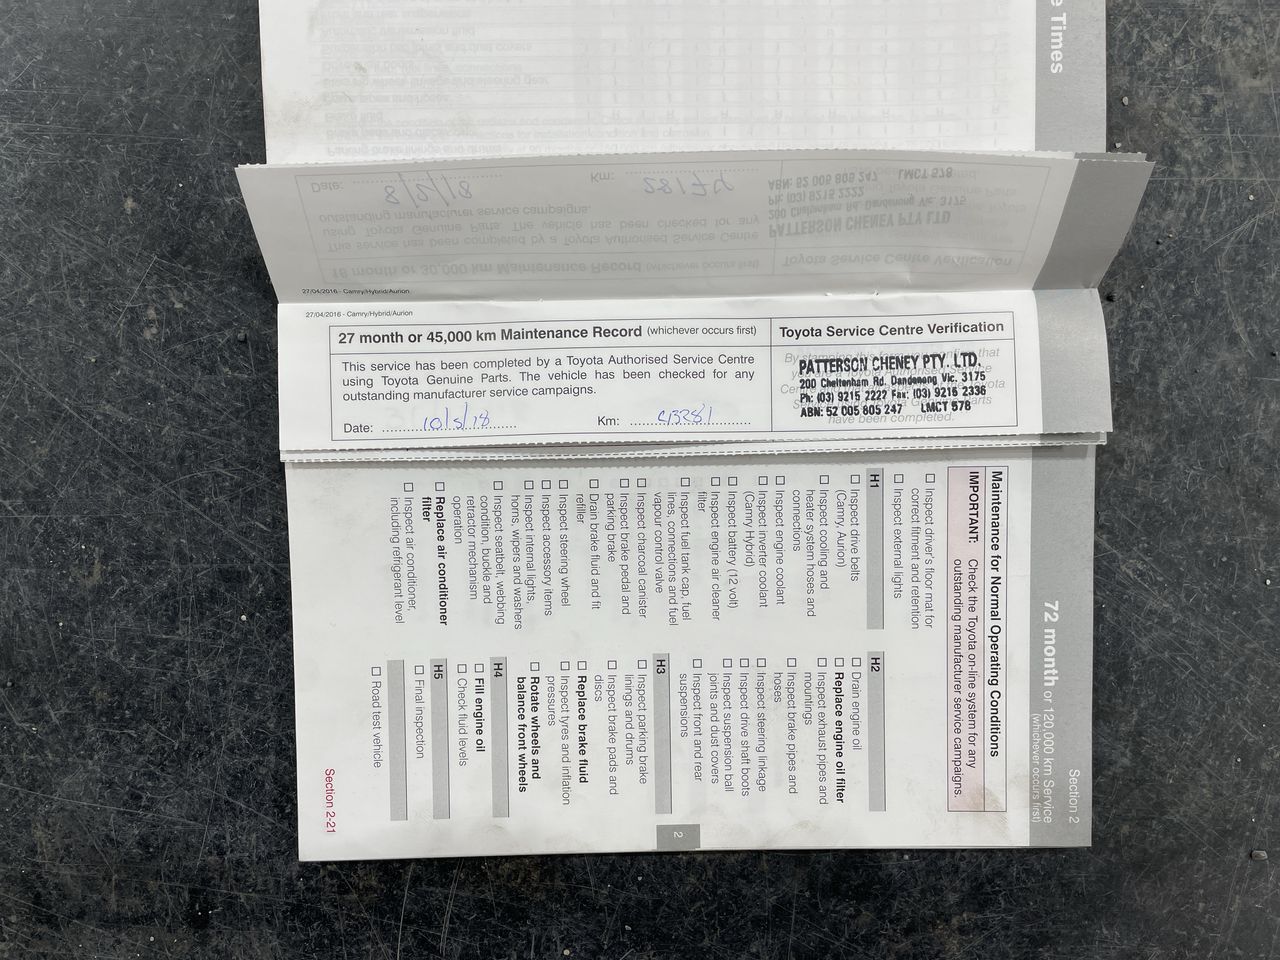 e Times
27/04/2016 - Camry/Hybrid/Aurion
27/04/2016 - Camry/Hybrid/Aurion
27 month or 45,000 km Maintenance Record (whichever occurs first)
This service has been completed by a Toyota Authorised Service Centre
using Toyota Genuine Parts. The vehicle has been checked for any
outstanding manufacturer service campaigns.
Date: 10/5/18 Km:
Toyota Service Centre Verification
PATTERSON CHENEY PTY. LTD.
200 Cheltenham Rd. Dandenong Vic. 3175
Ph: (03) 9215 2222 Fax: (03) 9215 2336
ABN: 52 005 805 247 LMCT 578
have been completed.
Section 2
72 month or 120,000 km Service
(whichever occurs first)
Maintenance for Normal Operating Conditions
IMPORTANT: Check the Toyota on-line system for any
outstanding manufacturer service campaigns.
☐ Inspect driver's floor mat for
correct fitment and retention
☐ Inspect external lights
H1
☐ Inspect drive belts
(Camry, Aurion)
☐ Inspect cooling and
heater system hoses and
connections
☐ Inspect engine coolant
☐ Inspect inverter coolant
(Camry Hybrid)
☐ Inspect battery (12 volt)
☐ Inspect engine air cleaner
filter
☐ Inspect fuel tank cap, fuel
lines, connections and fuel
vapour control valve
☐ Inspect charcoal canister
☐ Inspect brake pedal and
parking brake
☐ Drain brake fluid and fit
refiller
☐ Inspect steering wheel
☐ Inspect accessory items
☐ Inspect internal lights,
horns, wipers and washers
☐ Inspect seatbelt, webbing
condition, buckle and
retractor mechanism
operation
☐ Replace air conditioner
filter
☐ Inspect air conditioner,
including refrigerant level
H2
☐ Drain engine oil
☐ Replace engine oil filter
☐ Inspect exhaust pipes and
mountings
☐ Inspect brake pipes and
hoses
☐ Inspect steering linkage
☐ Inspect drive shaft boots
☐ Inspect suspension ball
joints and dust covers
☐ Inspect front and rear
suspensions
H3
☐ Inspect parking brake
linings and drums
☐ Inspect brake pads and
discs
☐ Replace brake fluid
☐ Inspect tyres and inflation
pressures
☐ Rotate wheels and
balance front wheels
H4
☐ Fill engine oil
☐ Check fluid levels
H5
☐ Final inspection
☐ Road test vehicle
2
Section 2-21